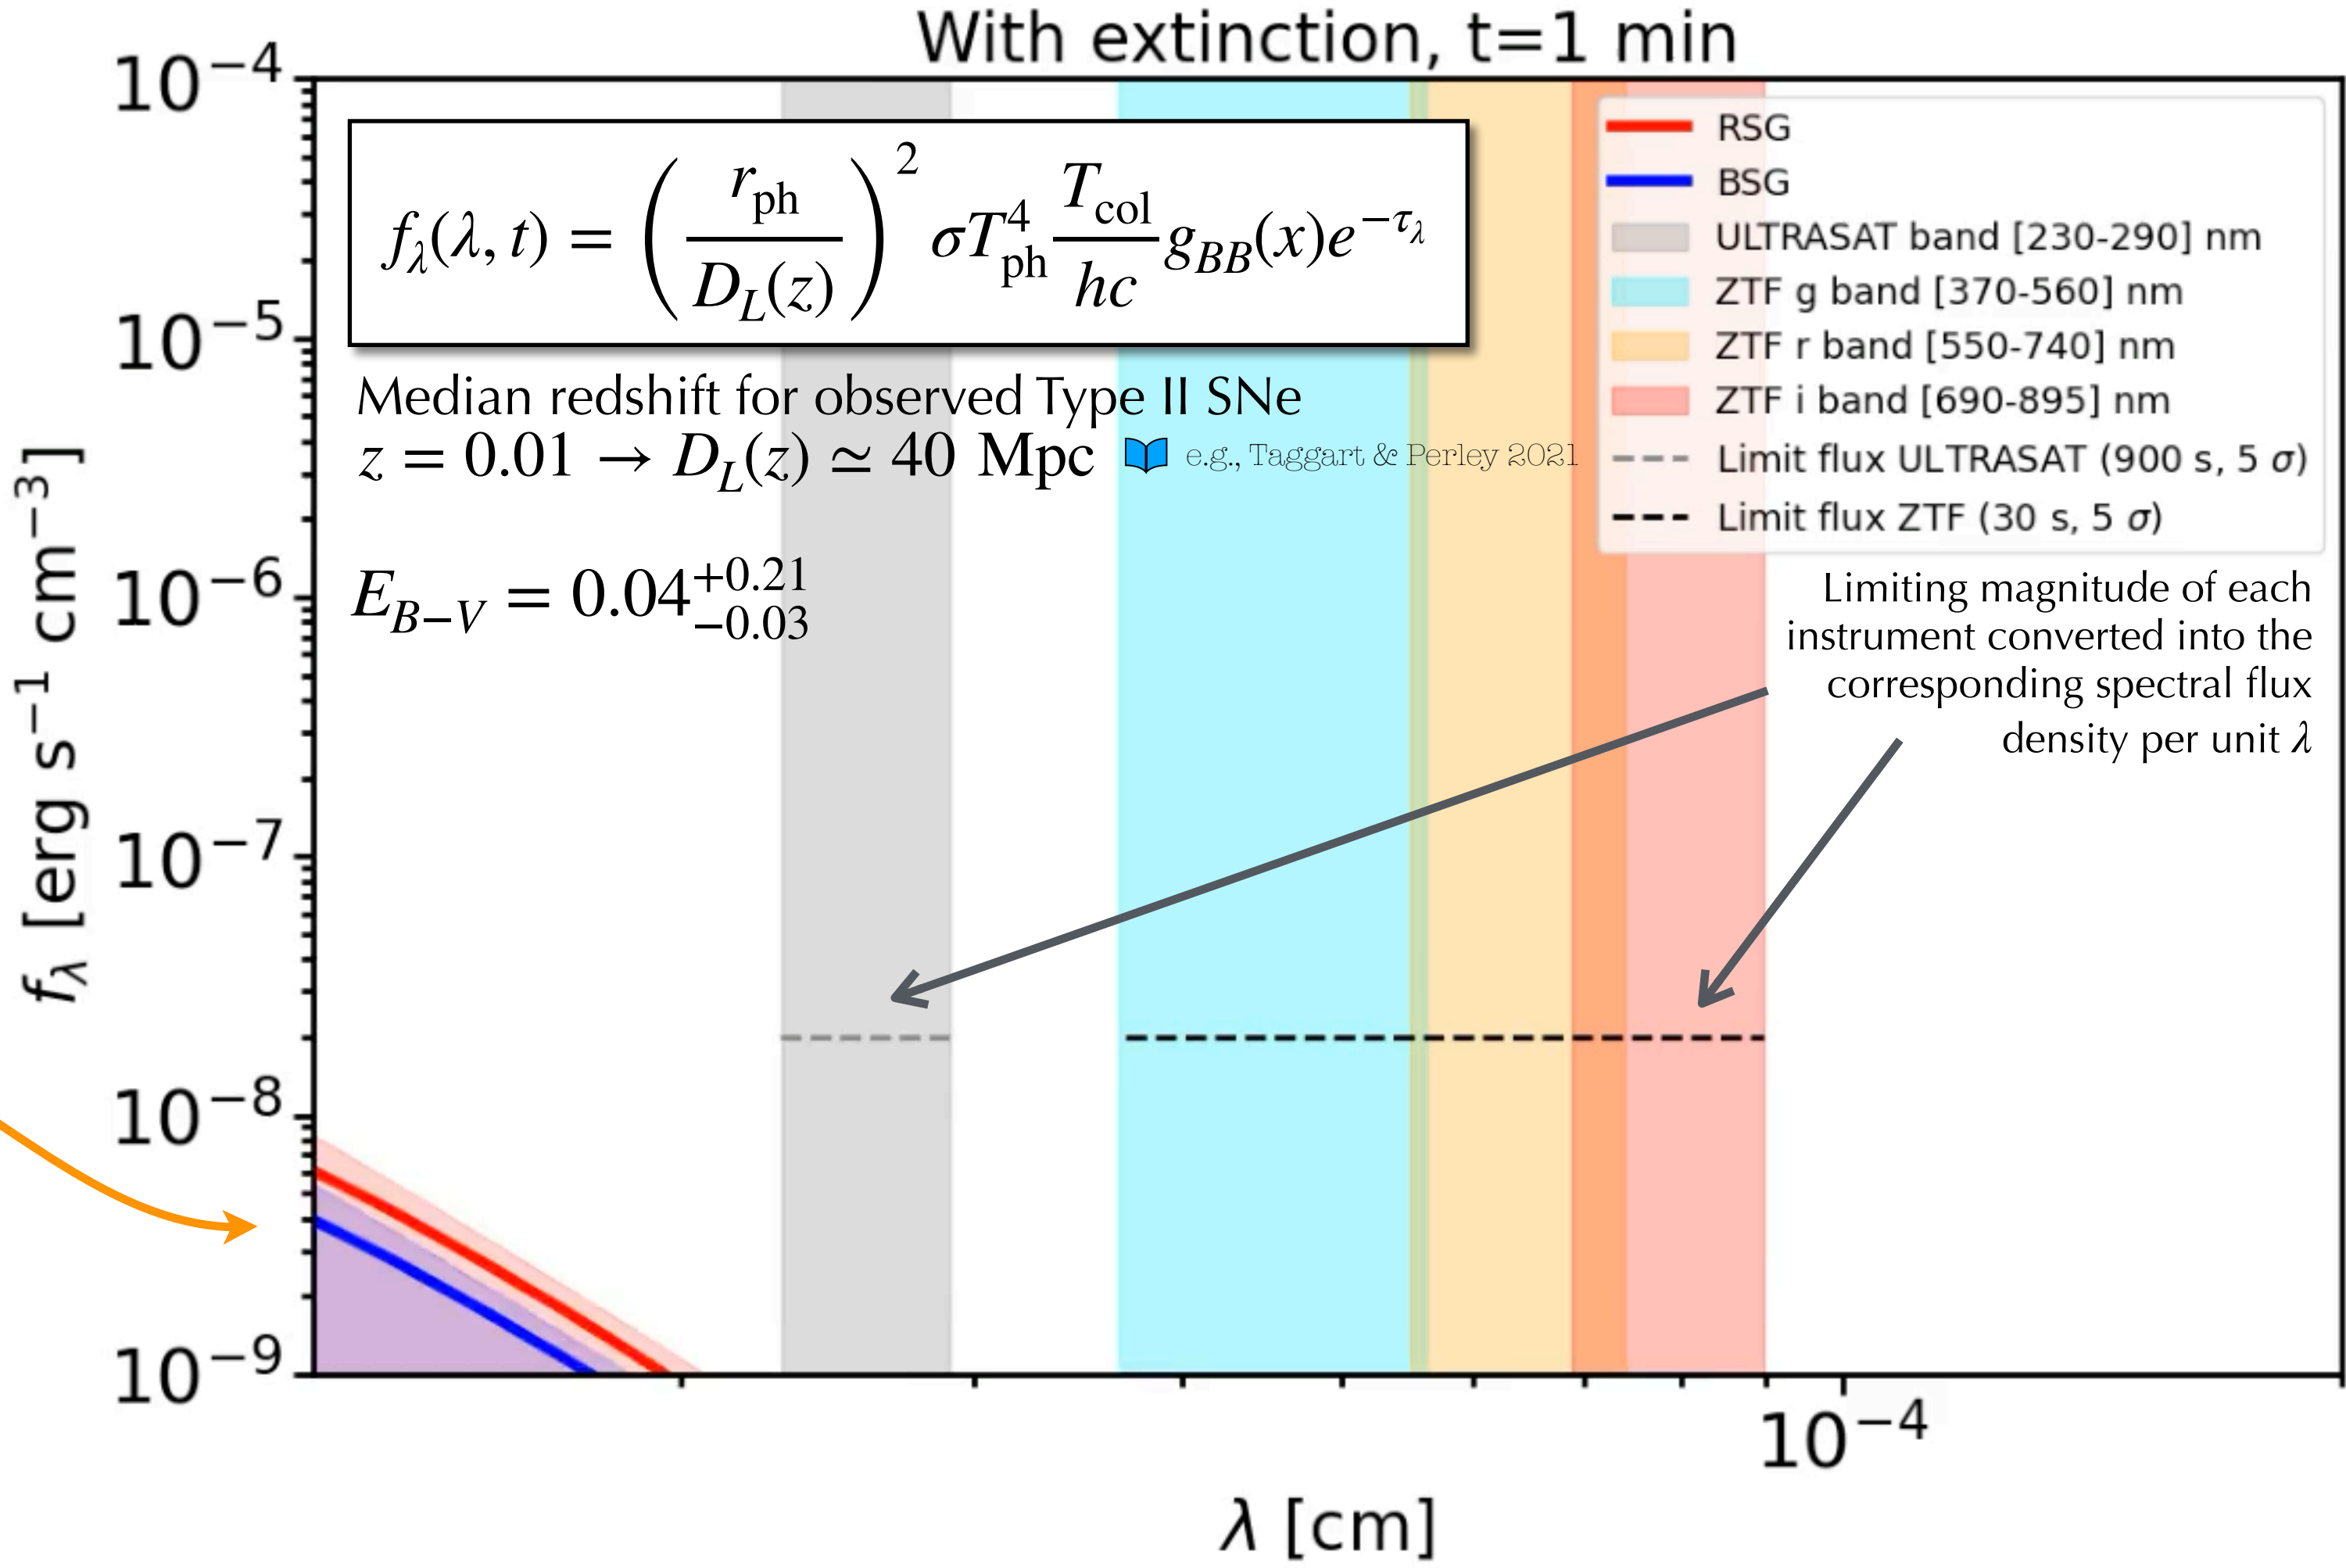 With extinction, t=1 min
10⁻⁴
10⁻⁵
10⁻⁶
10⁻⁷
10⁻⁸
10⁻⁹
f_λ [erg s⁻¹ cm⁻³]
f_λ(λ, t) = (r_ph / D_L(z))² σT_ph⁴ (T_col / hc) g_BB(x)e^{−τ_λ}
Median redshift for observed Type II SNe
z = 0.01 → D_L(z) ≃ 40 Mpc e.g., Taggart & Perley 2021
E_{B−V} = 0.04^{+0.21}_{−0.03}
RSG
BSG
ULTRASAT band [230-290] nm
ZTF g band [370-560] nm
ZTF r band [550-740] nm
ZTF i band [690-895] nm
Limit flux ULTRASAT (900 s, 5 σ)
Limit flux ZTF (30 s, 5 σ)
Limiting magnitude of each
instrument converted into the
corresponding spectral flux
density per unit λ
10⁻⁴
λ [cm]